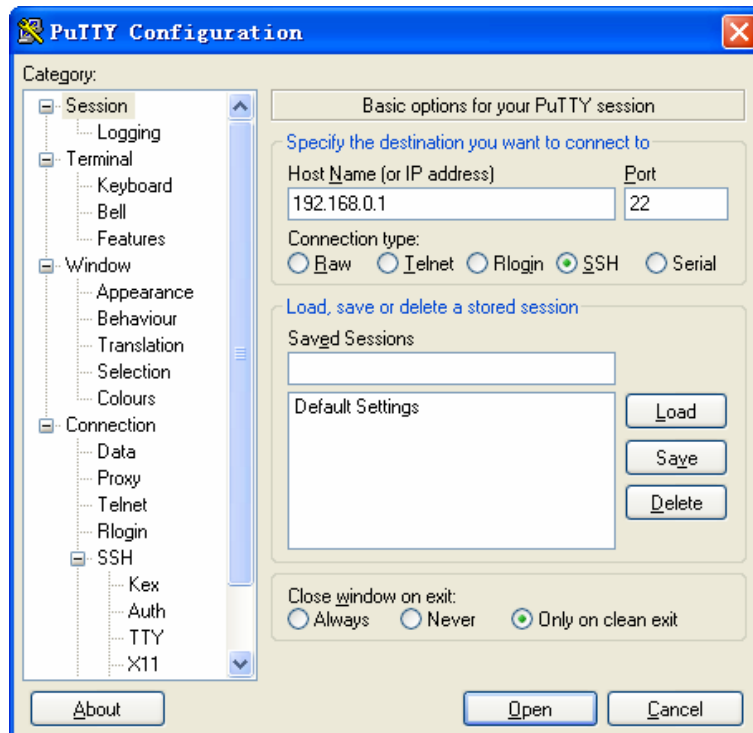 PuTTY Configuration
Category:
Session
Logging
Terminal
Keyboard
Bell
Features
Window
Appearance
Behaviour
Translation
Selection
Colours
Connection
Data
Proxy
Telnet
Rlogin
SSH
Kex
Auth
TTY
X11
Basic options for your PuTTY session
Specify the destination you want to connect to
Host Name (or IP address) Port
192.168.0.1 22
Connection type:
Raw Telnet Rlogin SSH Serial
Load, save or delete a stored session
Saved Sessions
Default Settings
Load
Save
Delete
Close window on exit:
Always Never Only on clean exit
About Open Cancel